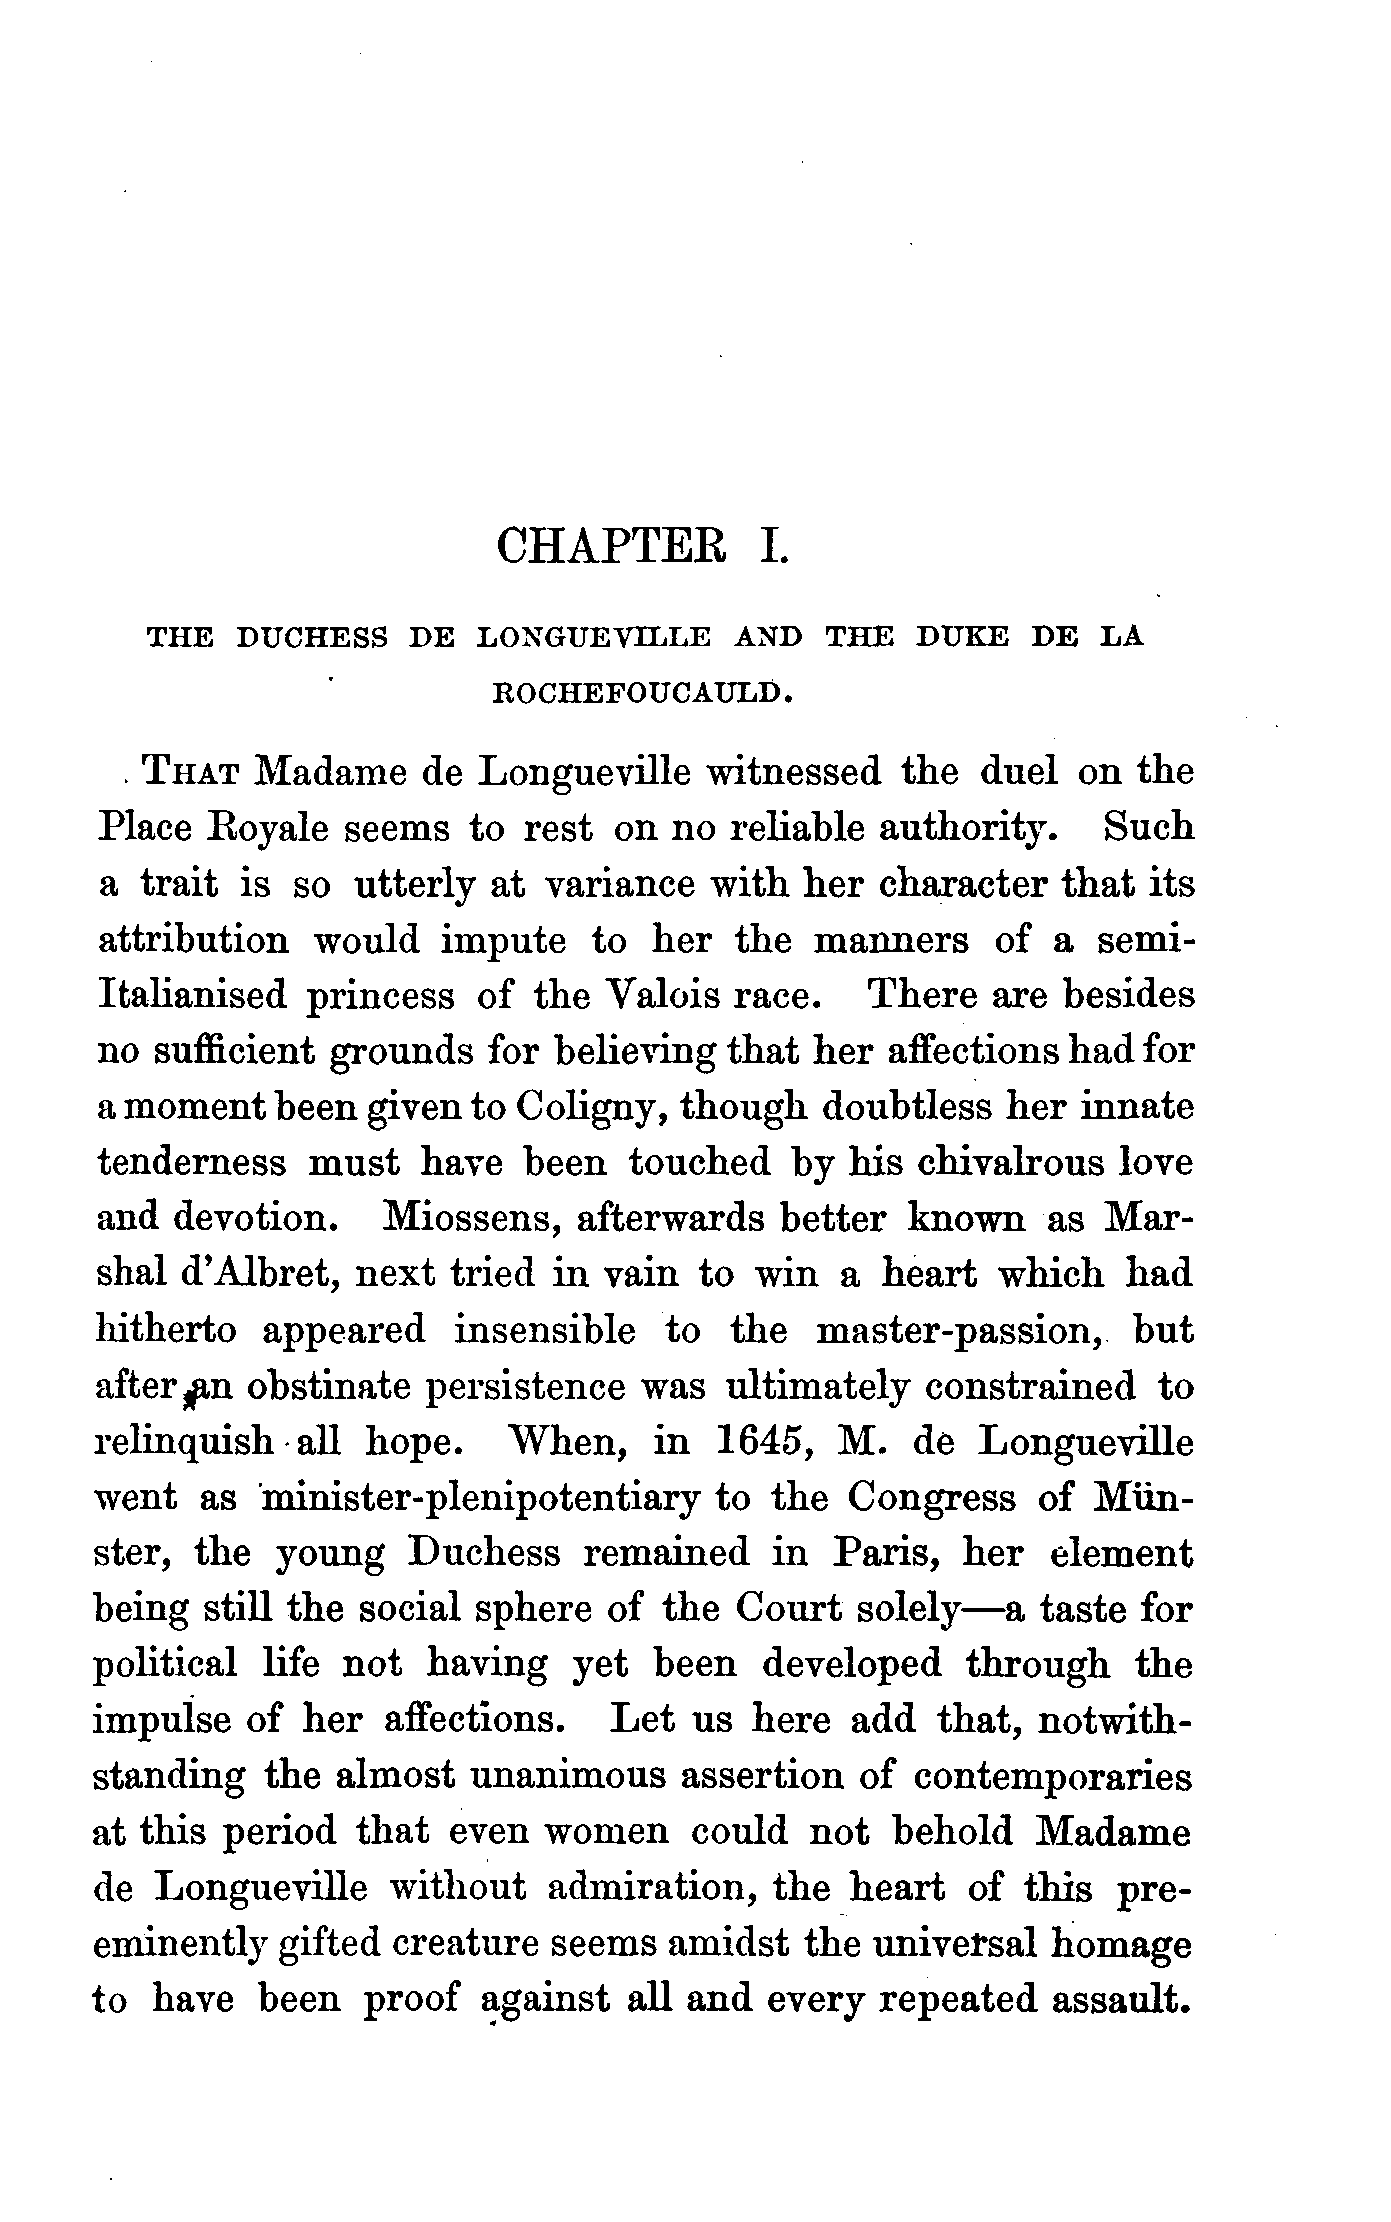 CHAPTER I.
THE DUCHESS DE LONGUEVILLE AND THE DUKE DE LA
ROCHEFOUCAULD.
THAT Madame de Longueville witnessed the duel on the
Place Royale seems to rest on no reliable authority. Such
a trait is so utterly at variance with her character that its
attribution would impute to her the manners of a semi-
Italianised princess of the Valois race. There are besides
no sufficient grounds for believing that her affections had for
a moment been given to Coligny, though doubtless her innate
tenderness must have been touched by his chivalrous love
and devotion. Miossens, afterwards better known as Mar-
shal d'Albret, next tried in vain to win a heart which had
hitherto appeared insensible to the master-passion, but
after an obstinate persistence was ultimately constrained to
relinquish all hope. When, in 1645, M. de Longueville
went as minister-plenipotentiary to the Congress of Mün-
ster, the young Duchess remained in Paris, her element
being still the social sphere of the Court solely—a taste for
political life not having yet been developed through the
impulse of her affections. Let us here add that, notwith-
standing the almost unanimous assertion of contemporaries
at this period that even women could not behold Madame
de Longueville without admiration, the heart of this pre-
eminently gifted creature seems amidst the universal homage
to have been proof against all and every repeated assault.